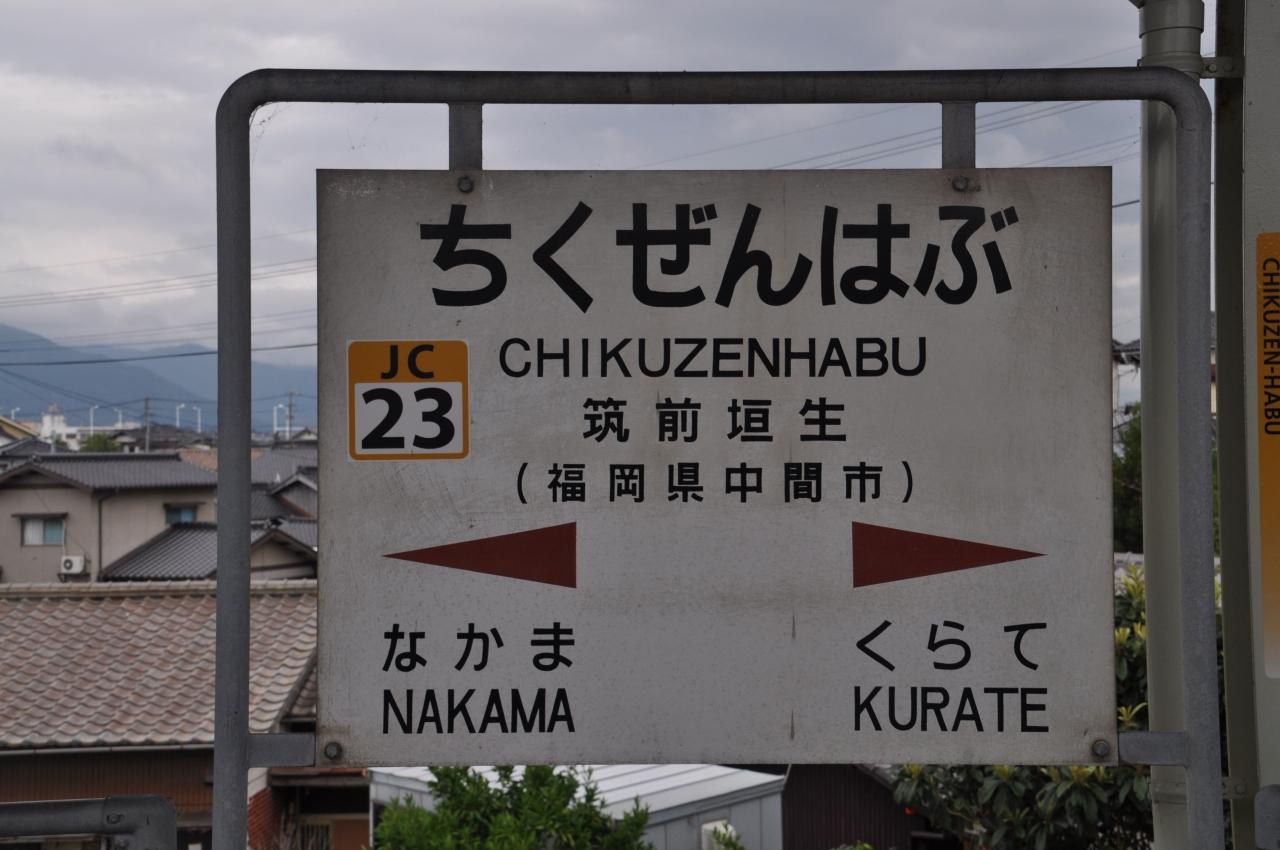 ちくぜんはぶ
JC
23
CHIKUZENHABU
筑前垣生
(福岡県中間市)
なかま
NAKAMA
くらて
KURATE
CHIKUZEN-HABU